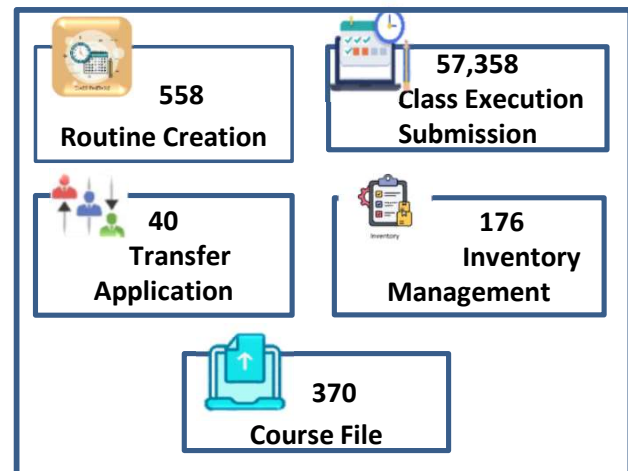 558
Routine Creation
57,358
Class Execution
Submission
40
Transfer
Application
Inventory
176
Inventory
Management
370
Course File